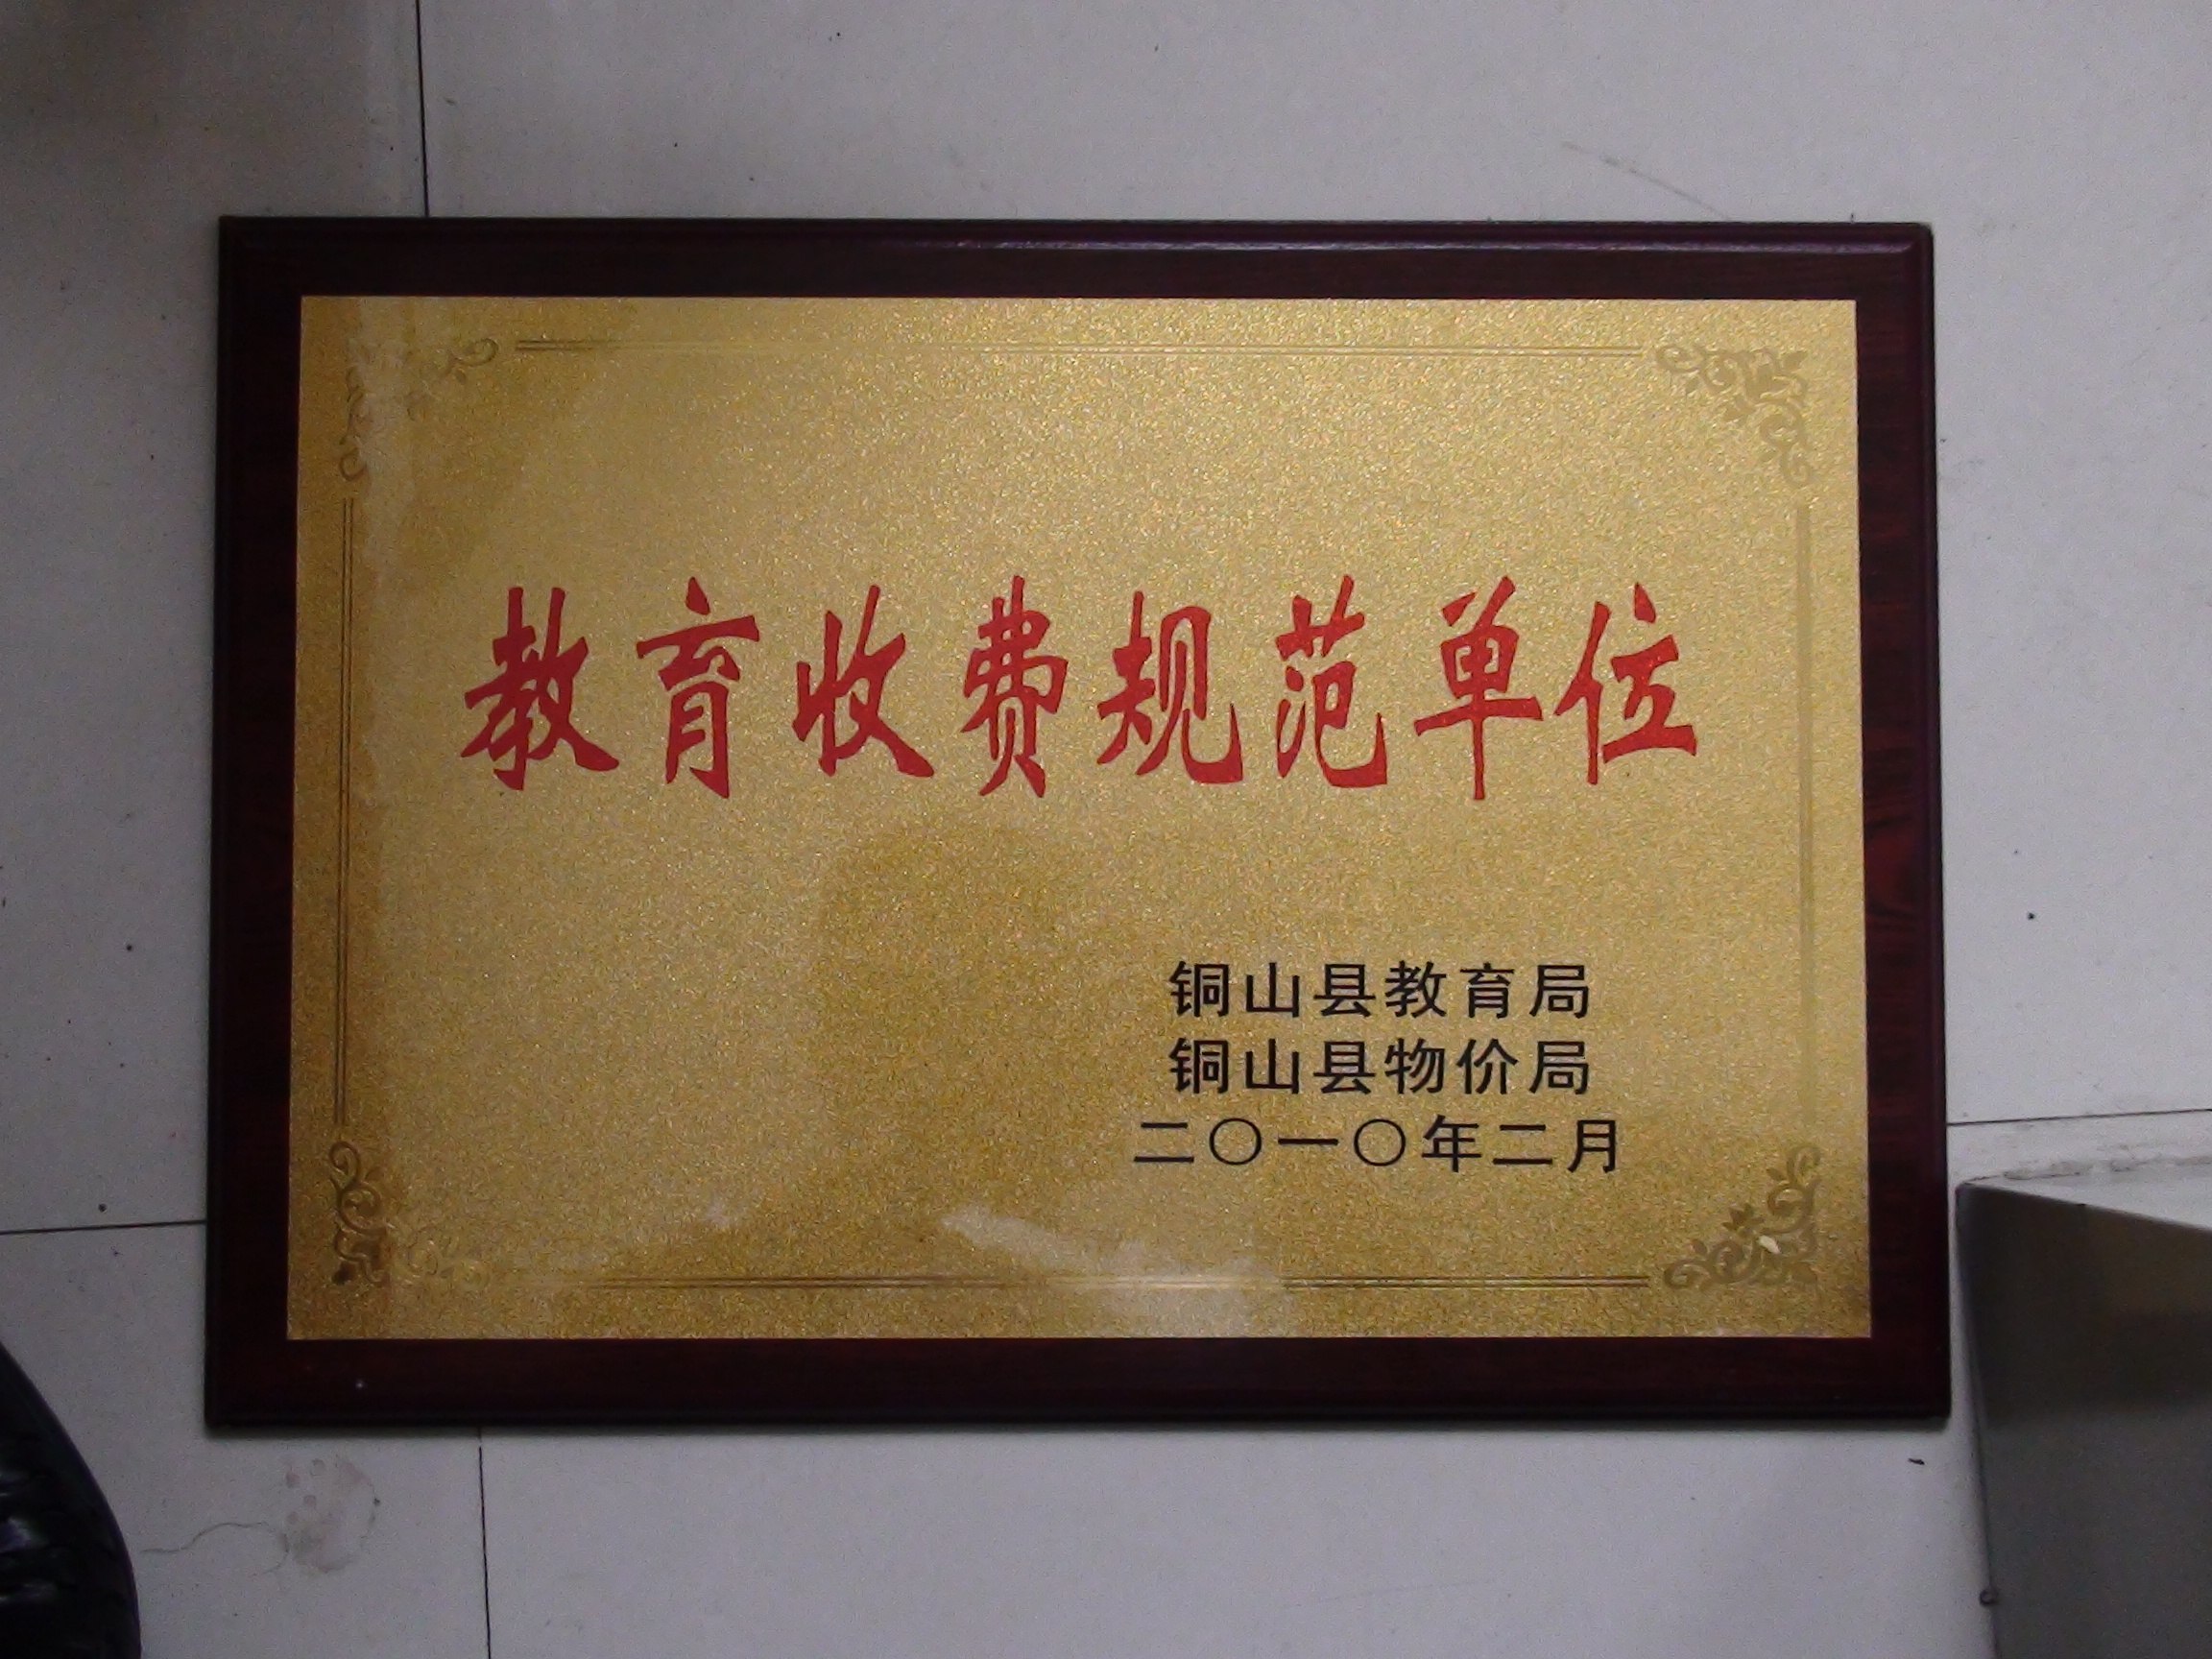 教育收费规范单位
铜山县教育局
铜山县物价局
二〇一〇年二月